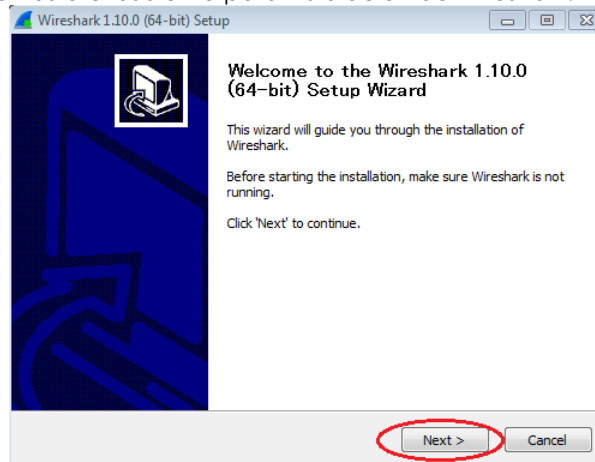 Wireshark 1.10.0 (64-bit) Setup
Welcome to the Wireshark 1.10.0
(64-bit) Setup Wizard
This wizard will guide you through the installation of
Wireshark.
Before starting the installation, make sure Wireshark is not
running.
Click 'Next' to continue.
Next >
Cancel